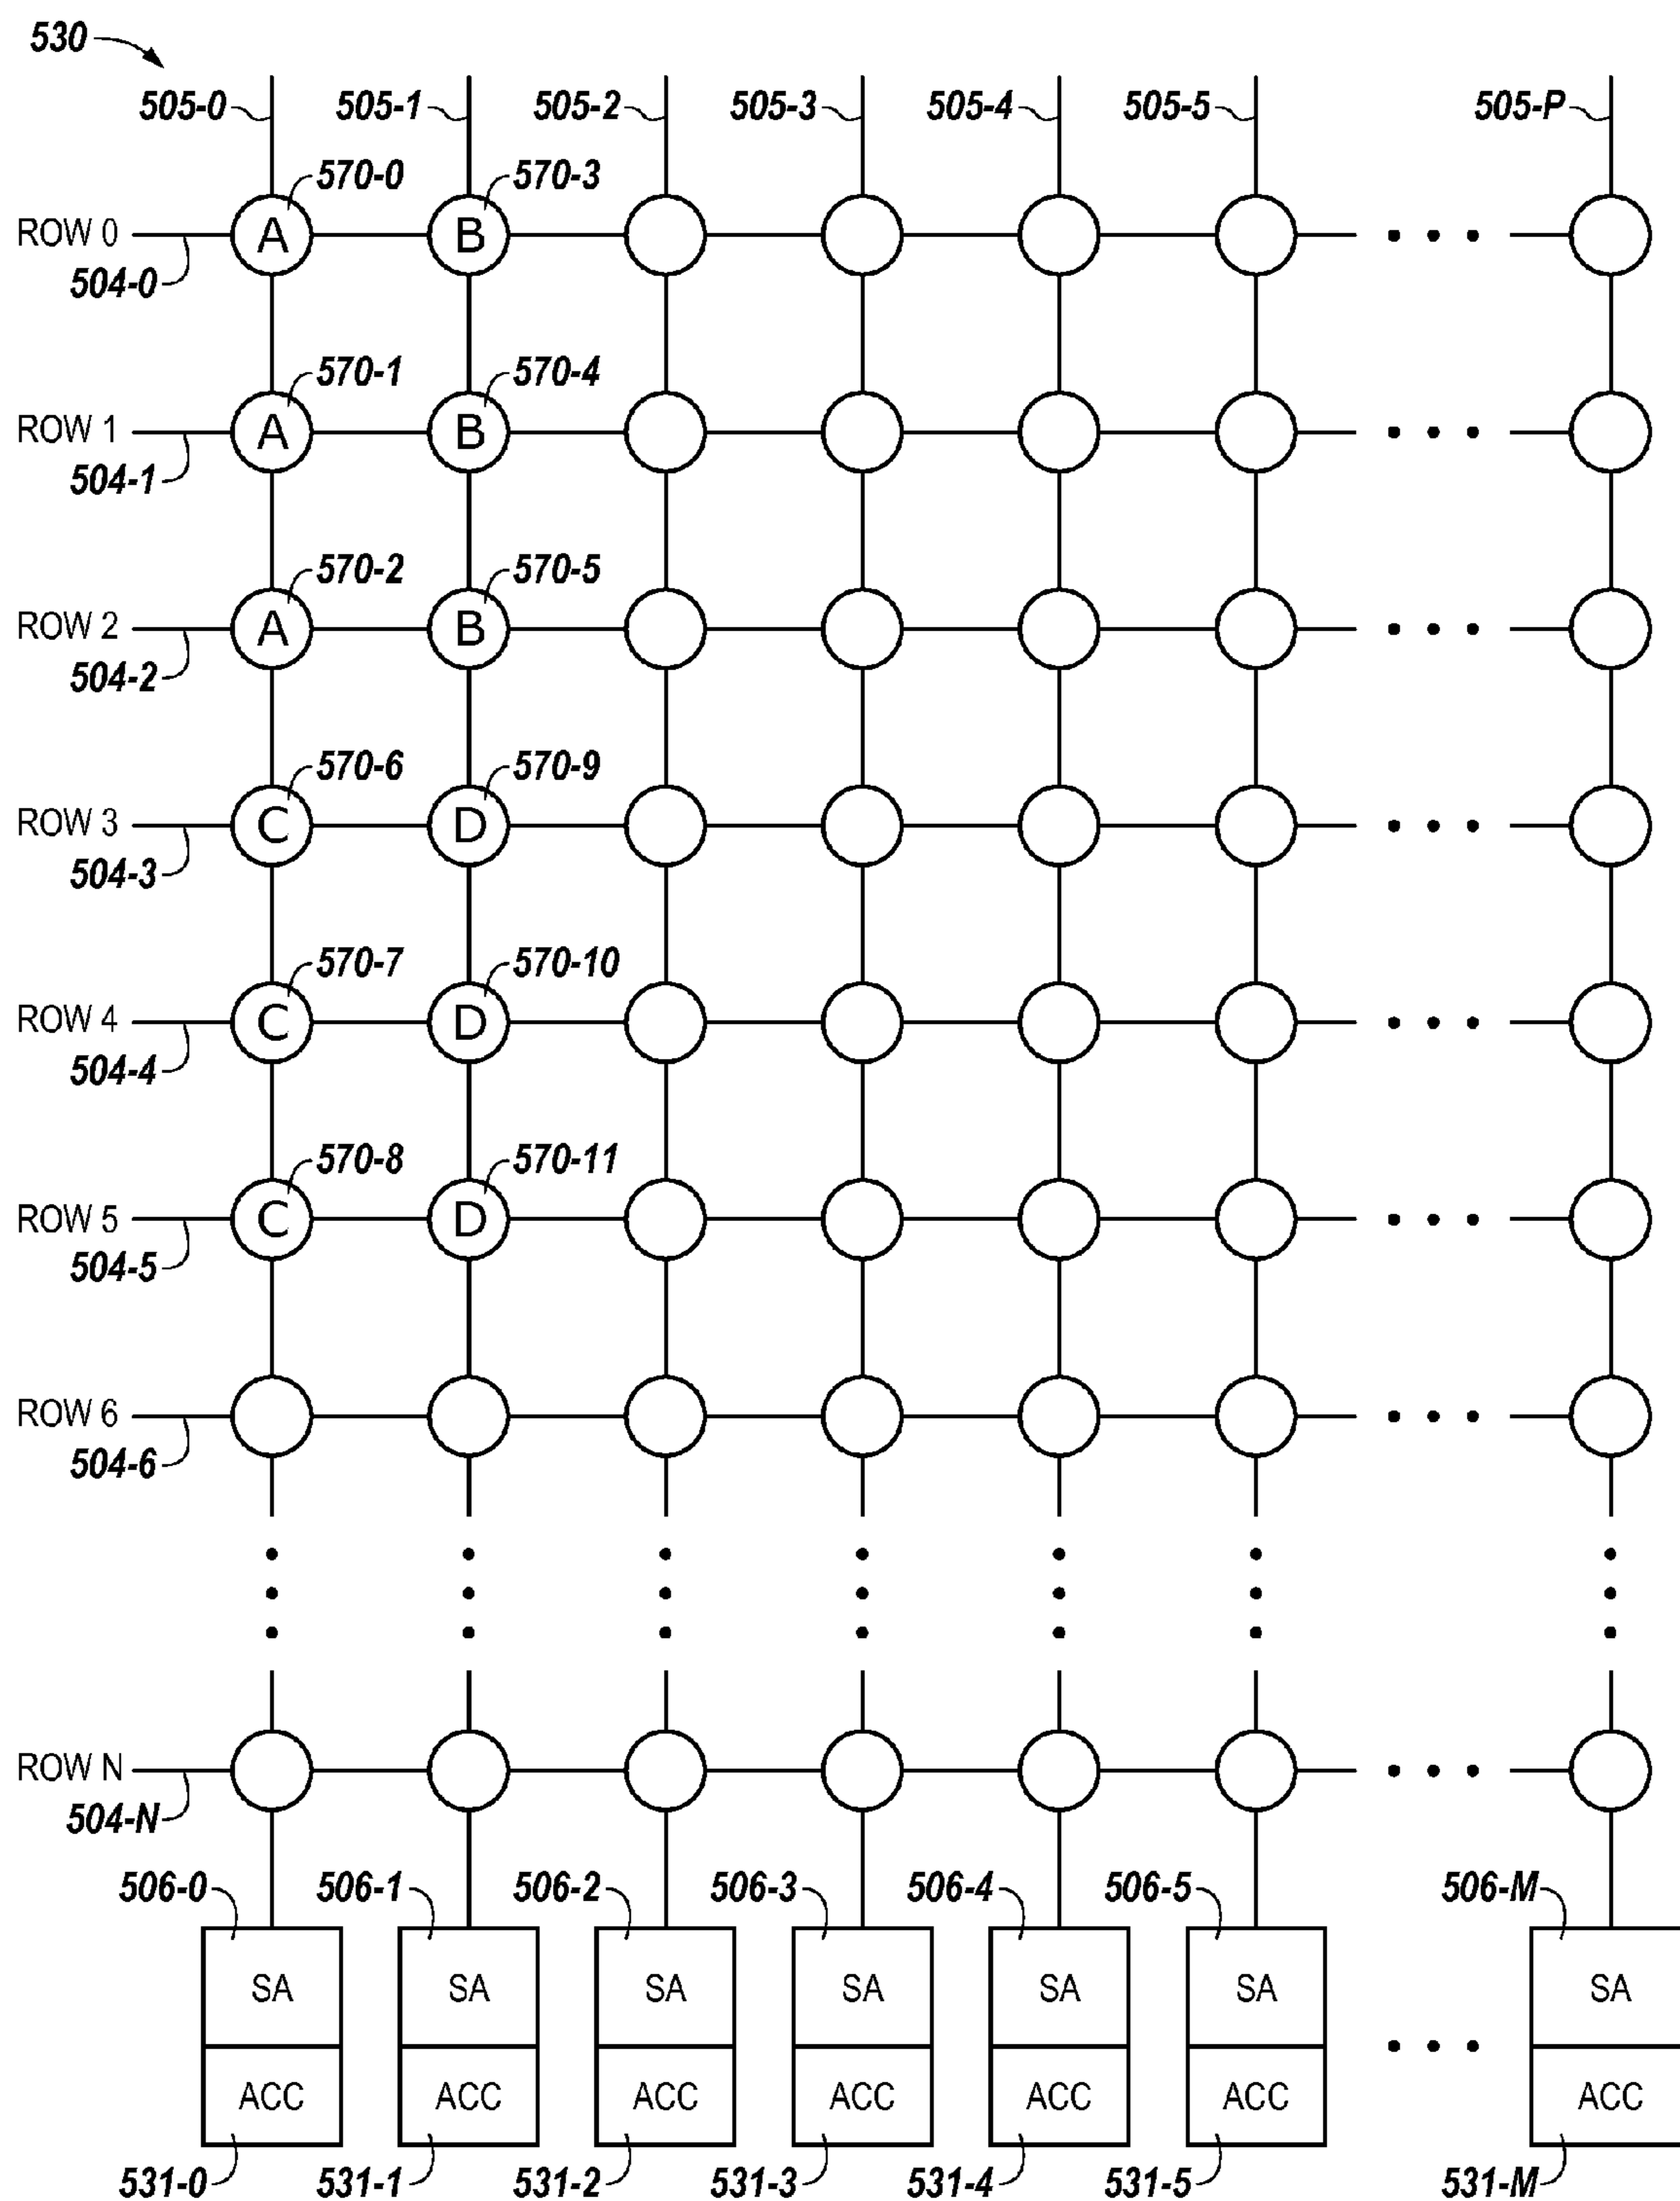 530
505-0 505-1 505-2 505-3 505-4 505-5 505-P
570-0 570-3
ROW 0 A B
504-0
570-1 570-4
ROW 1 A B
504-1
570-2 570-5
ROW 2 A B
504-2
570-6 570-9
ROW 3 C D
504-3
570-7 570-10
ROW 4 C D
504-4
570-8 570-11
ROW 5 C D
504-5
ROW 6
504-6
ROW N
504-N
506-0 506-1 506-2 506-3 506-4 506-5 506-M
SA SA SA SA SA SA SA
ACC ACC ACC ACC ACC ACC ACC
531-0 531-1 531-2 531-3 531-4 531-5 531-M